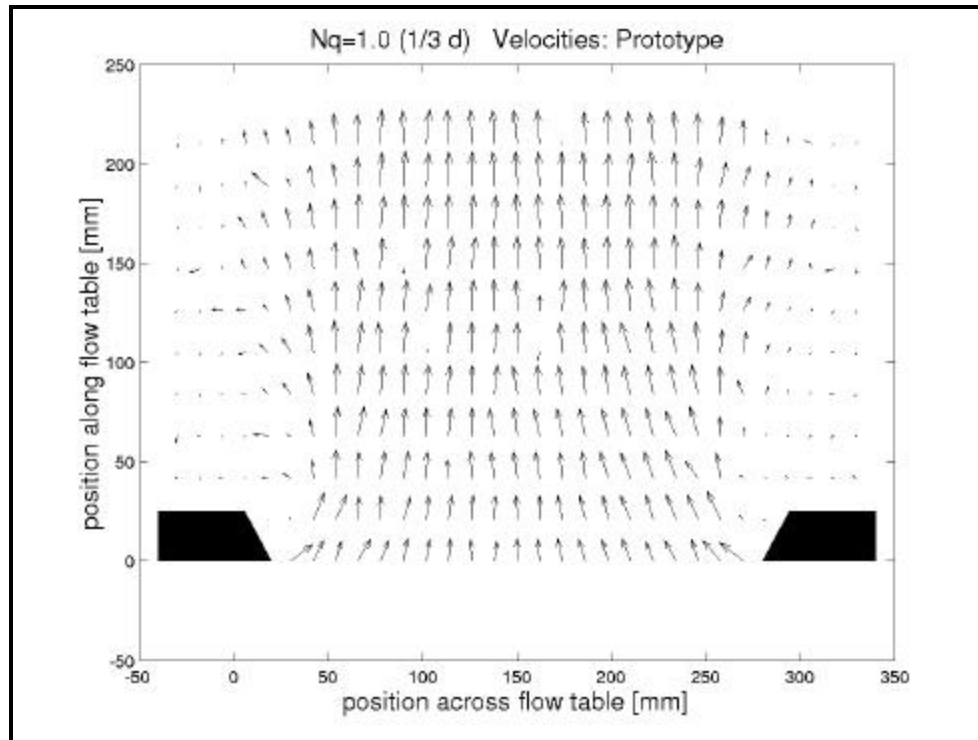 Nq=1.0 (1/3 d) Velocities: Prototype
250
200
150
100
50
0
-50
position along flow table [mm]
-50 0 50 100 150 200 250 300 350
position across flow table [mm]